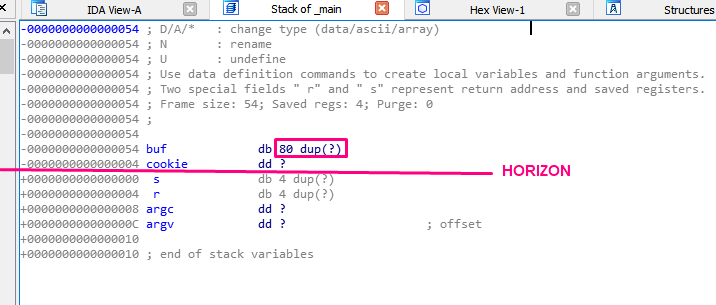 IDA View-A Stack of _main Hex View-1 Structures
-0000000000000054 ; D/A/* : change type (data/ascii/array)
-0000000000000054 ; N : rename
-0000000000000054 ; U : undefine
-0000000000000054 ; Use data definition commands to create local variables and function arguments.
-0000000000000054 ; Two special fields " r" and " s" represent return address and saved registers.
-0000000000000054 ; Frame size: 54; Saved regs: 4; Purge: 0
-0000000000000054 ;
-0000000000000054
-0000000000000054 buf db 80 dup(?)
-0000000000000004 cookie dd ?
HORIZON
+0000000000000000 s db 4 dup(?)
+0000000000000004 r db 4 dup(?)
+0000000000000008 argc dd ?
+000000000000000C argv dd ? ; offset
+0000000000000010
+0000000000000010 ; end of stack variables